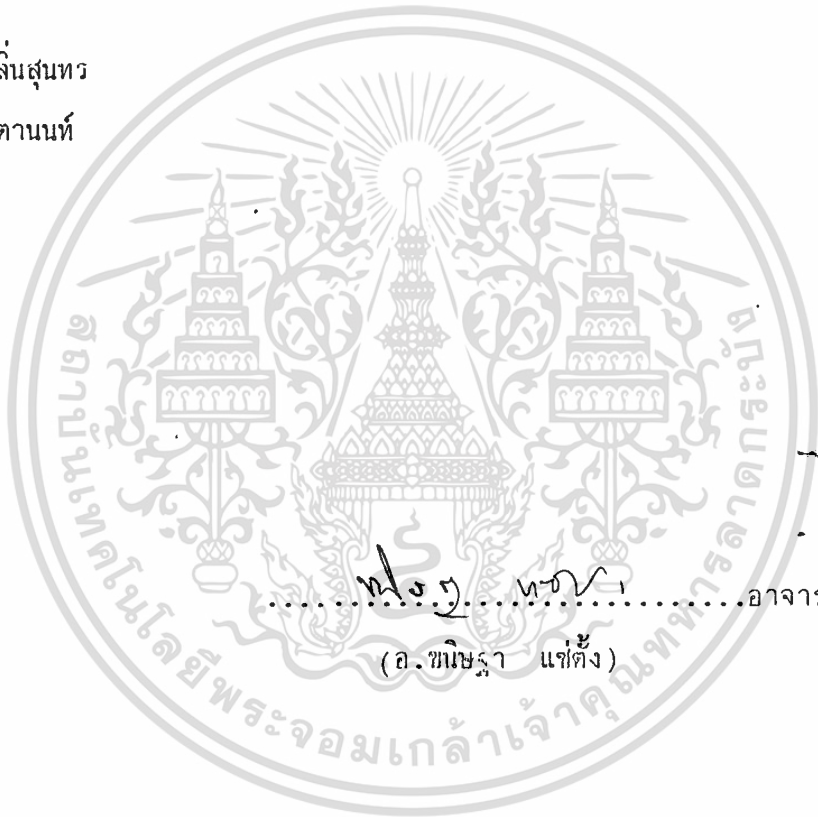 ลิ่นสุนทร
ตานนท์
สถาบันเทคโนโลยีพระจอมเกล้าเจ้าคุณทหารลาดกระบัง
อาจาร
(อ.ขนิษฐา แซ่ตั้ง)